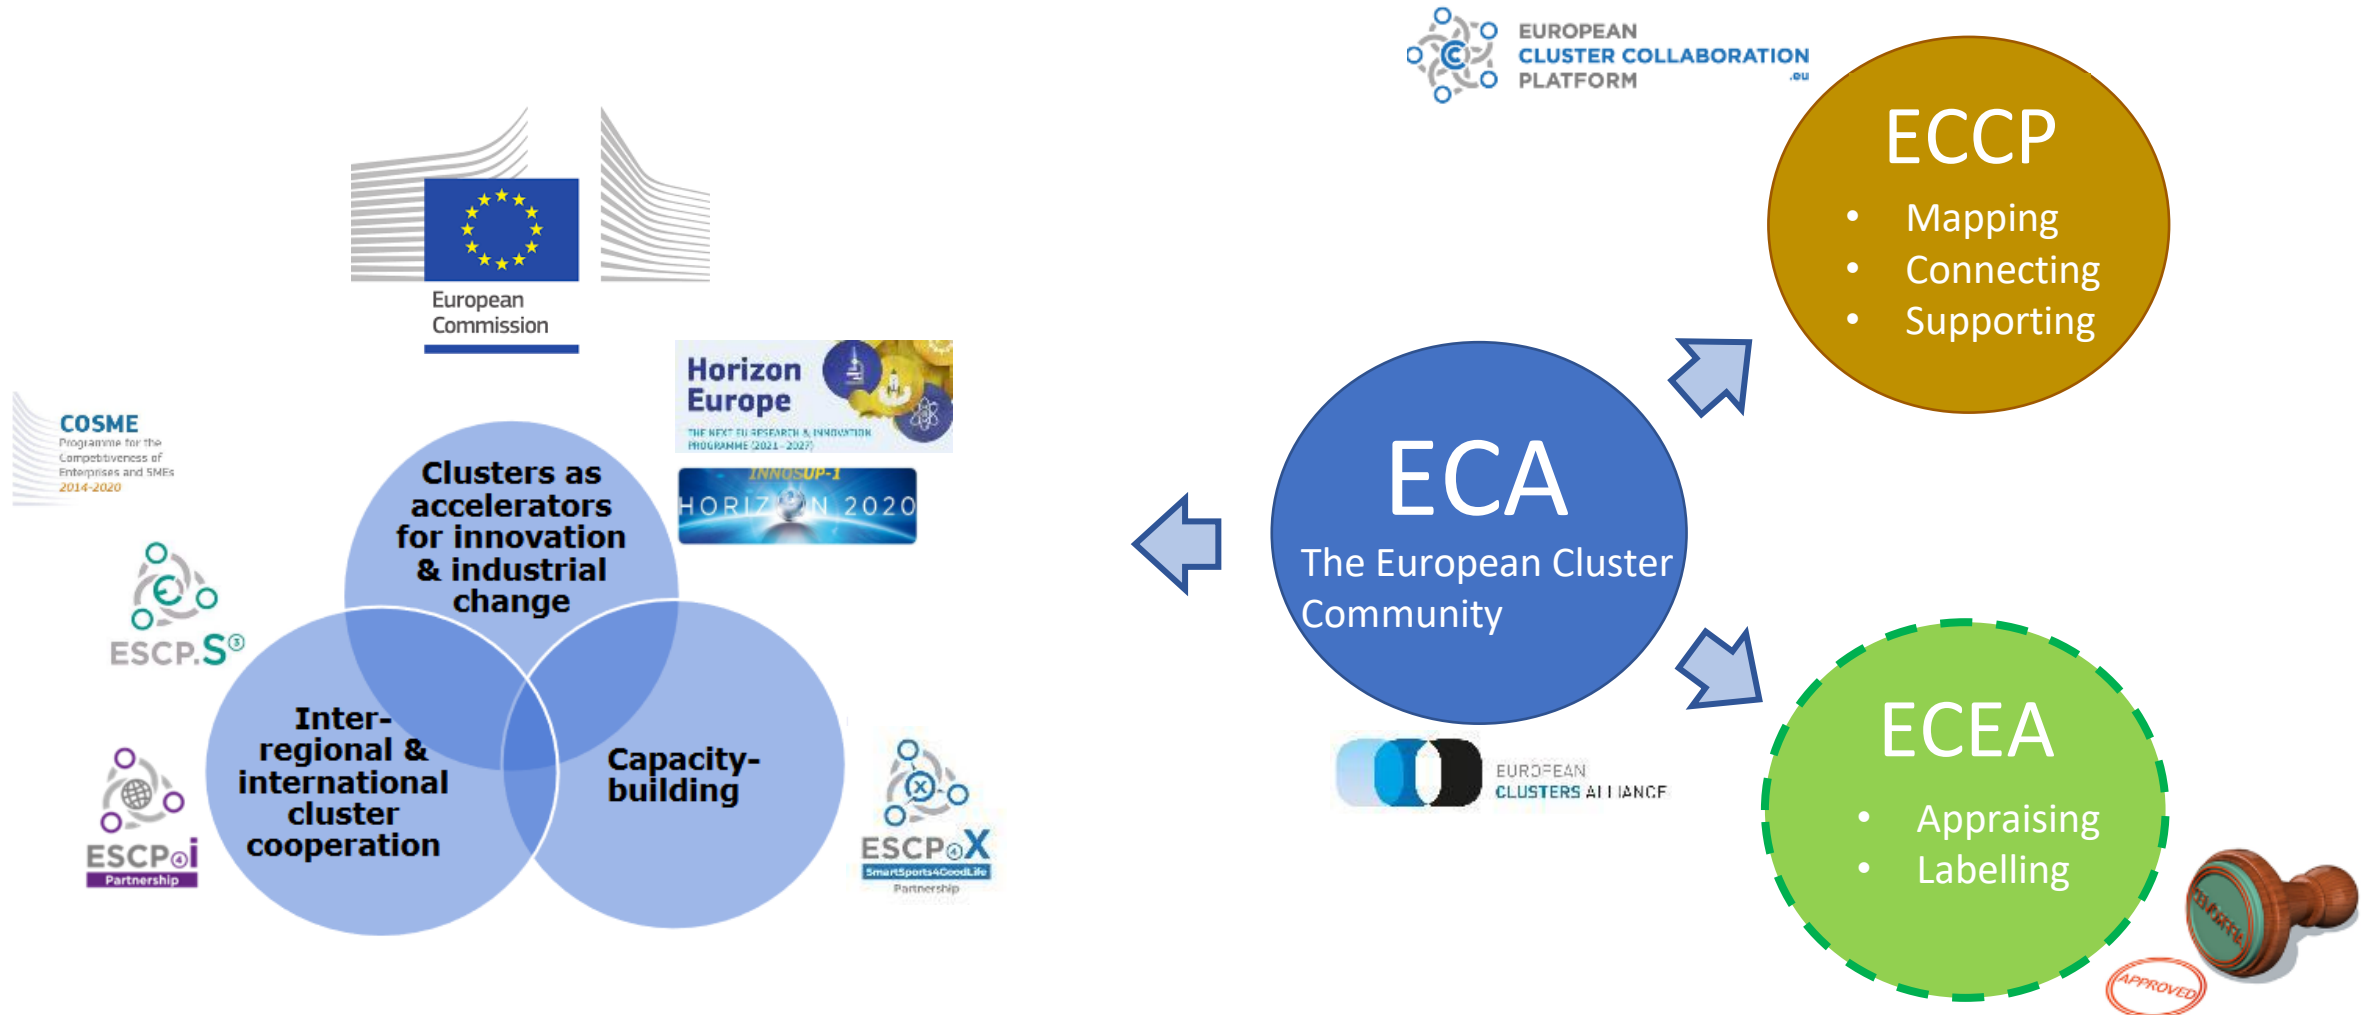 European
Commission
COSME
Programme for the
Competitiveness of
Enterprises and SMEs
2014-2020
Horizon
Europe
THE NEXT EU RESEARCH & INNOVATION
PROGRAMME (2021 – 2027)
INNOSUP-1
HORIZON 2020
Clusters as
accelerators
for innovation
& industrial
change
ESCP.S³
Inter-
regional &
international
cluster
cooperation
Capacity-
building
ESCP4i
Partnership
ESCP4X
SmartSports4GoodLife
Partnership
EUROPEAN
CLUSTER COLLABORATION
.eu
PLATFORM
ECCP
• Mapping
• Connecting
• Supporting
ECA
The European Cluster
Community
EUROPEAN
CLUSTERS ALLIANCE
ECEA
• Appraising
• Labelling
APPROVED